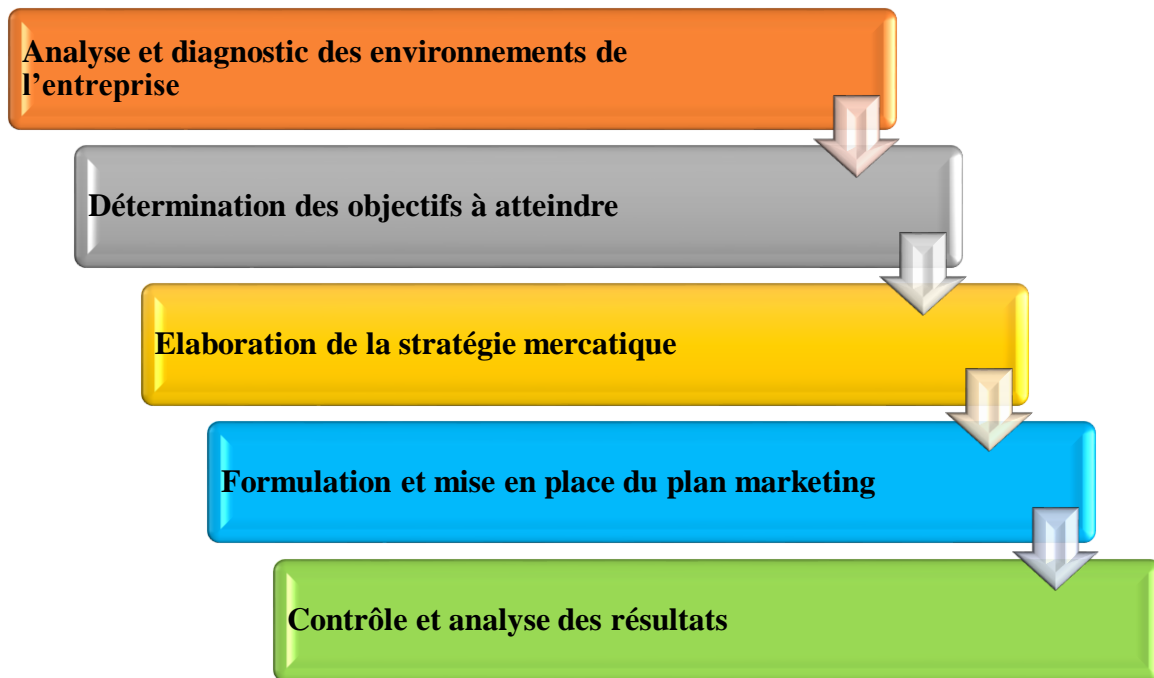 Analyse et diagnostic des environnements de
l’entreprise
Détermination des objectifs à atteindre
Elaboration de la stratégie mercatique
Formulation et mise en place du plan marketing
Contrôle et analyse des résultats